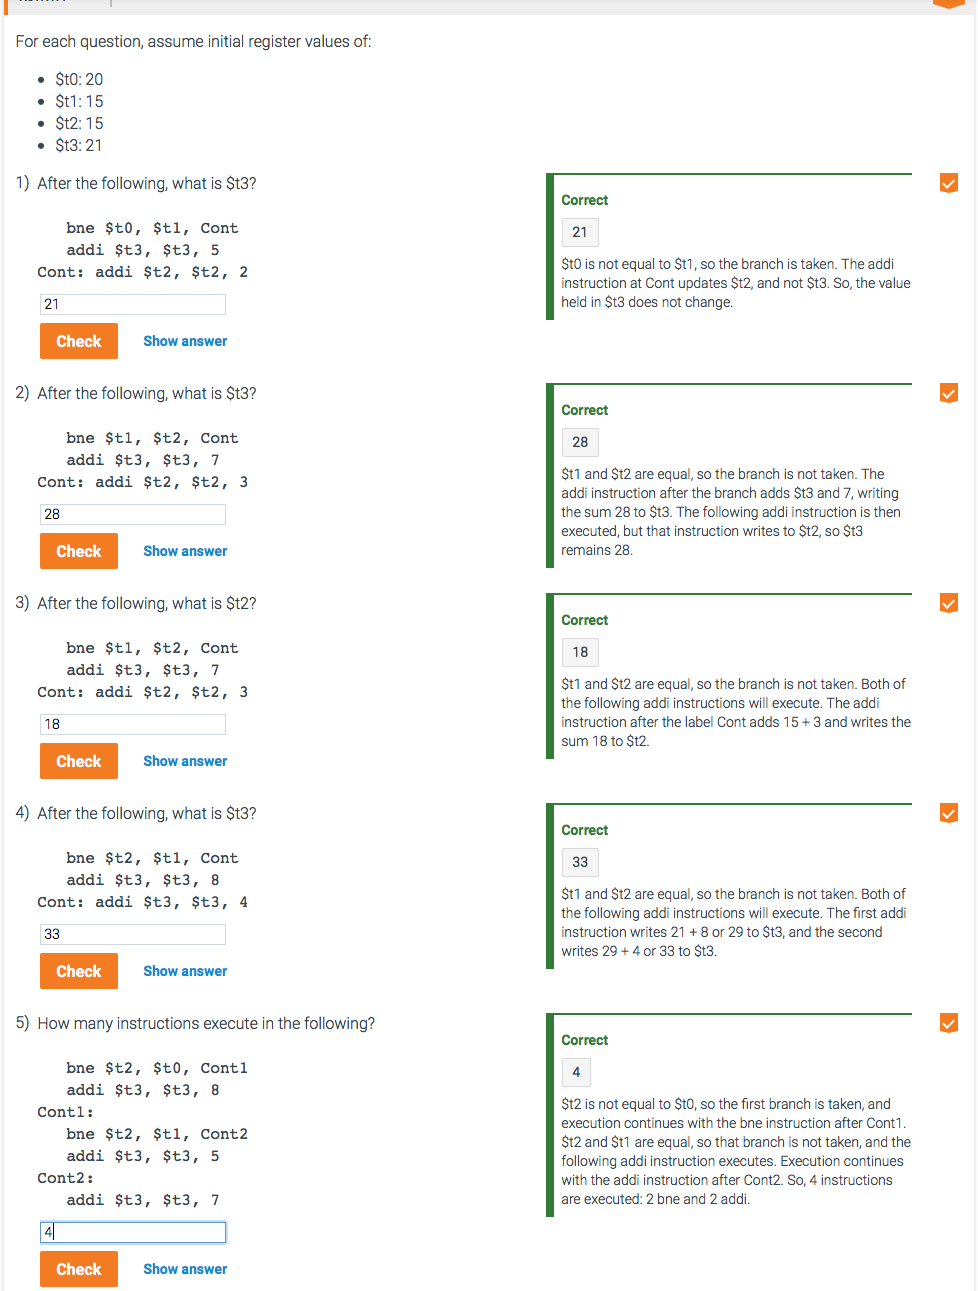 For each question, assume initial register values of:
• $t0: 20
• $t1: 15
• $t2: 15
• $t3: 21
1) After the following, what is $t3?
bne $t0, $t1, Cont
addi $t3, $t3, 5
Cont: addi $t2, $t2, 2
21
Check Show answer
Correct
21
$t0 is not equal to $t1, so the branch is taken. The addi
instruction at Cont updates $t2, and not $t3. So, the value
held in $t3 does not change.
2) After the following, what is $t3?
bne $t1, $t2, Cont
addi $t3, $t3, 7
Cont: addi $t2, $t2, 3
28
Check Show answer
Correct
28
$t1 and $t2 are equal, so the branch is not taken. The
addi instruction after the branch adds $t3 and 7, writing
the sum 28 to $t3. The following addi instruction is then
executed, but that instruction writes to $t2, so $t3
remains 28.
3) After the following, what is $t2?
bne $t1, $t2, Cont
addi $t3, $t3, 7
Cont: addi $t2, $t2, 3
18
Check Show answer
Correct
18
$t1 and $t2 are equal, so the branch is not taken. Both of
the following addi instructions will execute. The addi
instruction after the label Cont adds 15 + 3 and writes the
sum 18 to $t2.
4) After the following, what is $t3?
bne $t2, $t1, Cont
addi $t3, $t3, 8
Cont: addi $t3, $t3, 4
33
Check Show answer
Correct
33
$t1 and $t2 are equal, so the branch is not taken. Both of
the following addi instructions will execute. The first addi
instruction writes 21 + 8 or 29 to $t3, and the second
writes 29 + 4 or 33 to $t3.
5) How many instructions execute in the following?
bne $t2, $t0, Cont1
addi $t3, $t3, 8
Cont1:
bne $t2, $t1, Cont2
addi $t3, $t3, 5
Cont2:
addi $t3, $t3, 7
4
Check Show answer
Correct
4
$t2 is not equal to $t0, so the first branch is taken, and
execution continues with the bne instruction after Cont1.
$t2 and $t1 are equal, so that branch is not taken, and the
following addi instruction executes. Execution continues
with the addi instruction after Cont2. So, 4 instructions
are executed: 2 bne and 2 addi.